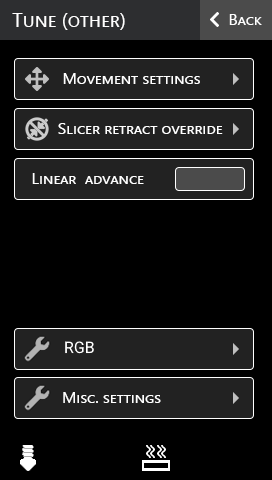 Tune (other)
Back
Movement settings
Slicer retract override
Linear advance
RGB
Misc. settings